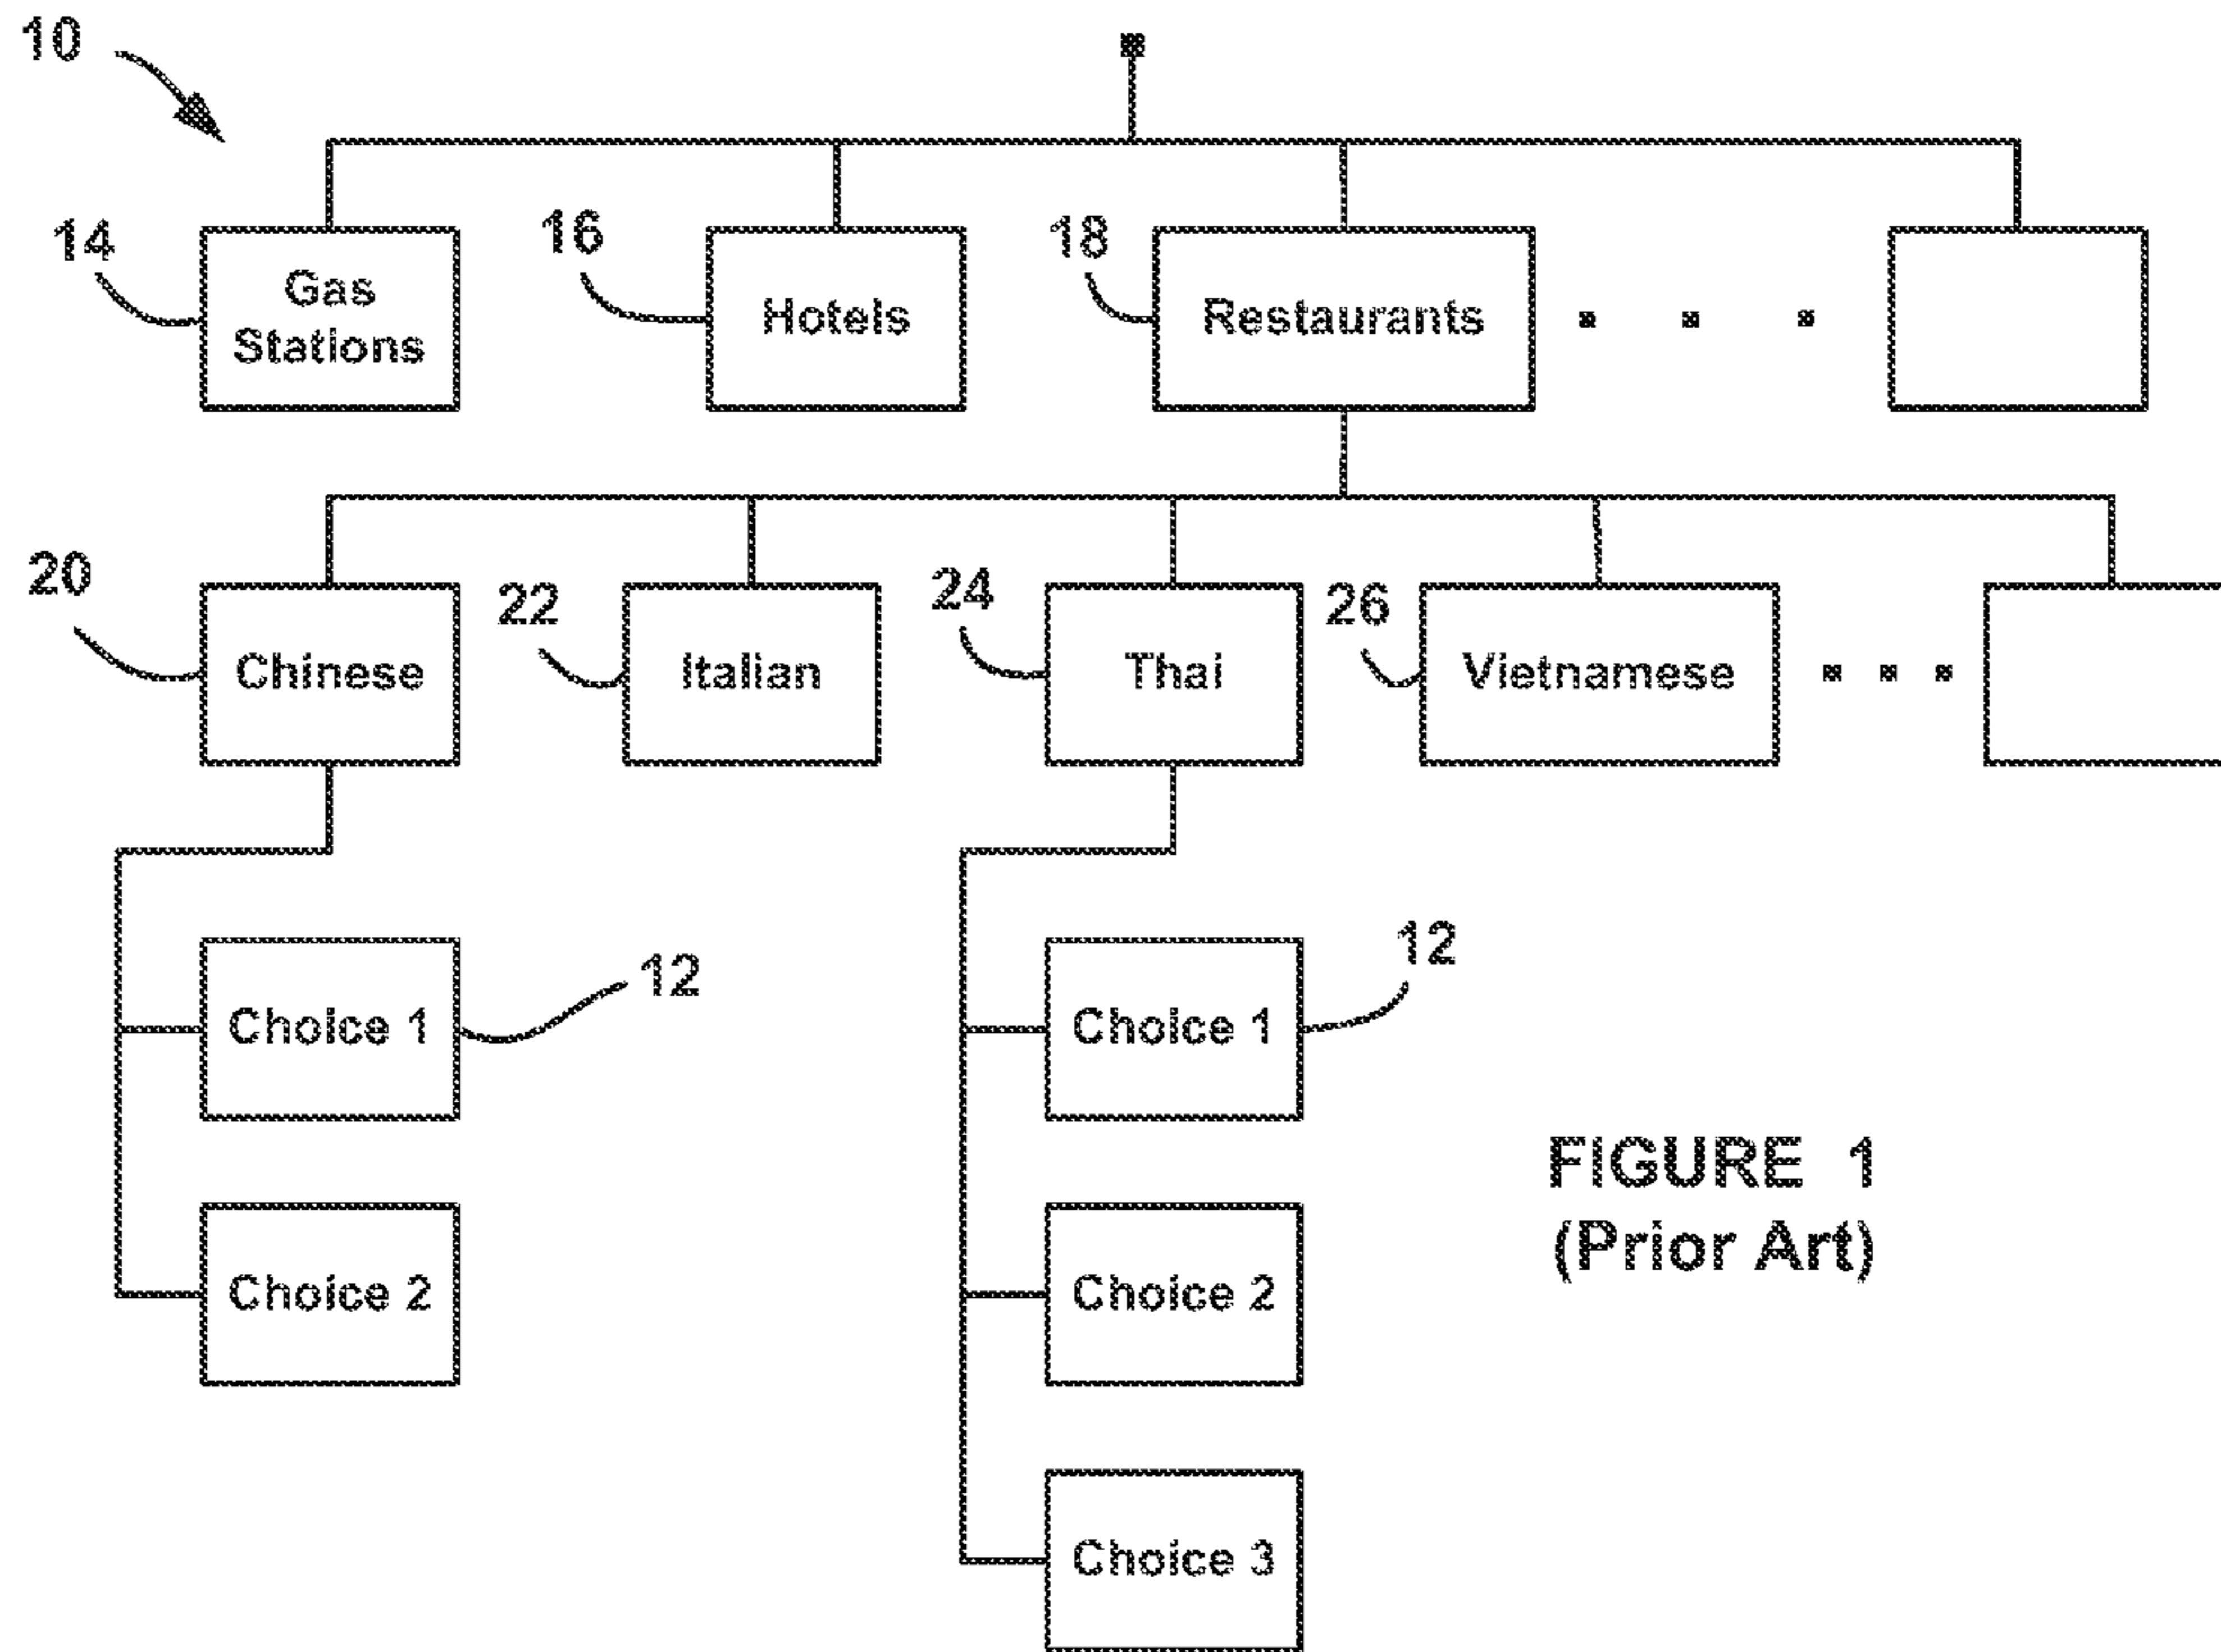 10
14
Gas
Stations
16
Hotels
18
Restaurants
20
Chinese
22
Italian
24
Thai
26
Vietnamese
Choice 1
12
Choice 1
12
Choice 2
Choice 2
Choice 3
FIGURE 1
(Prior Art)